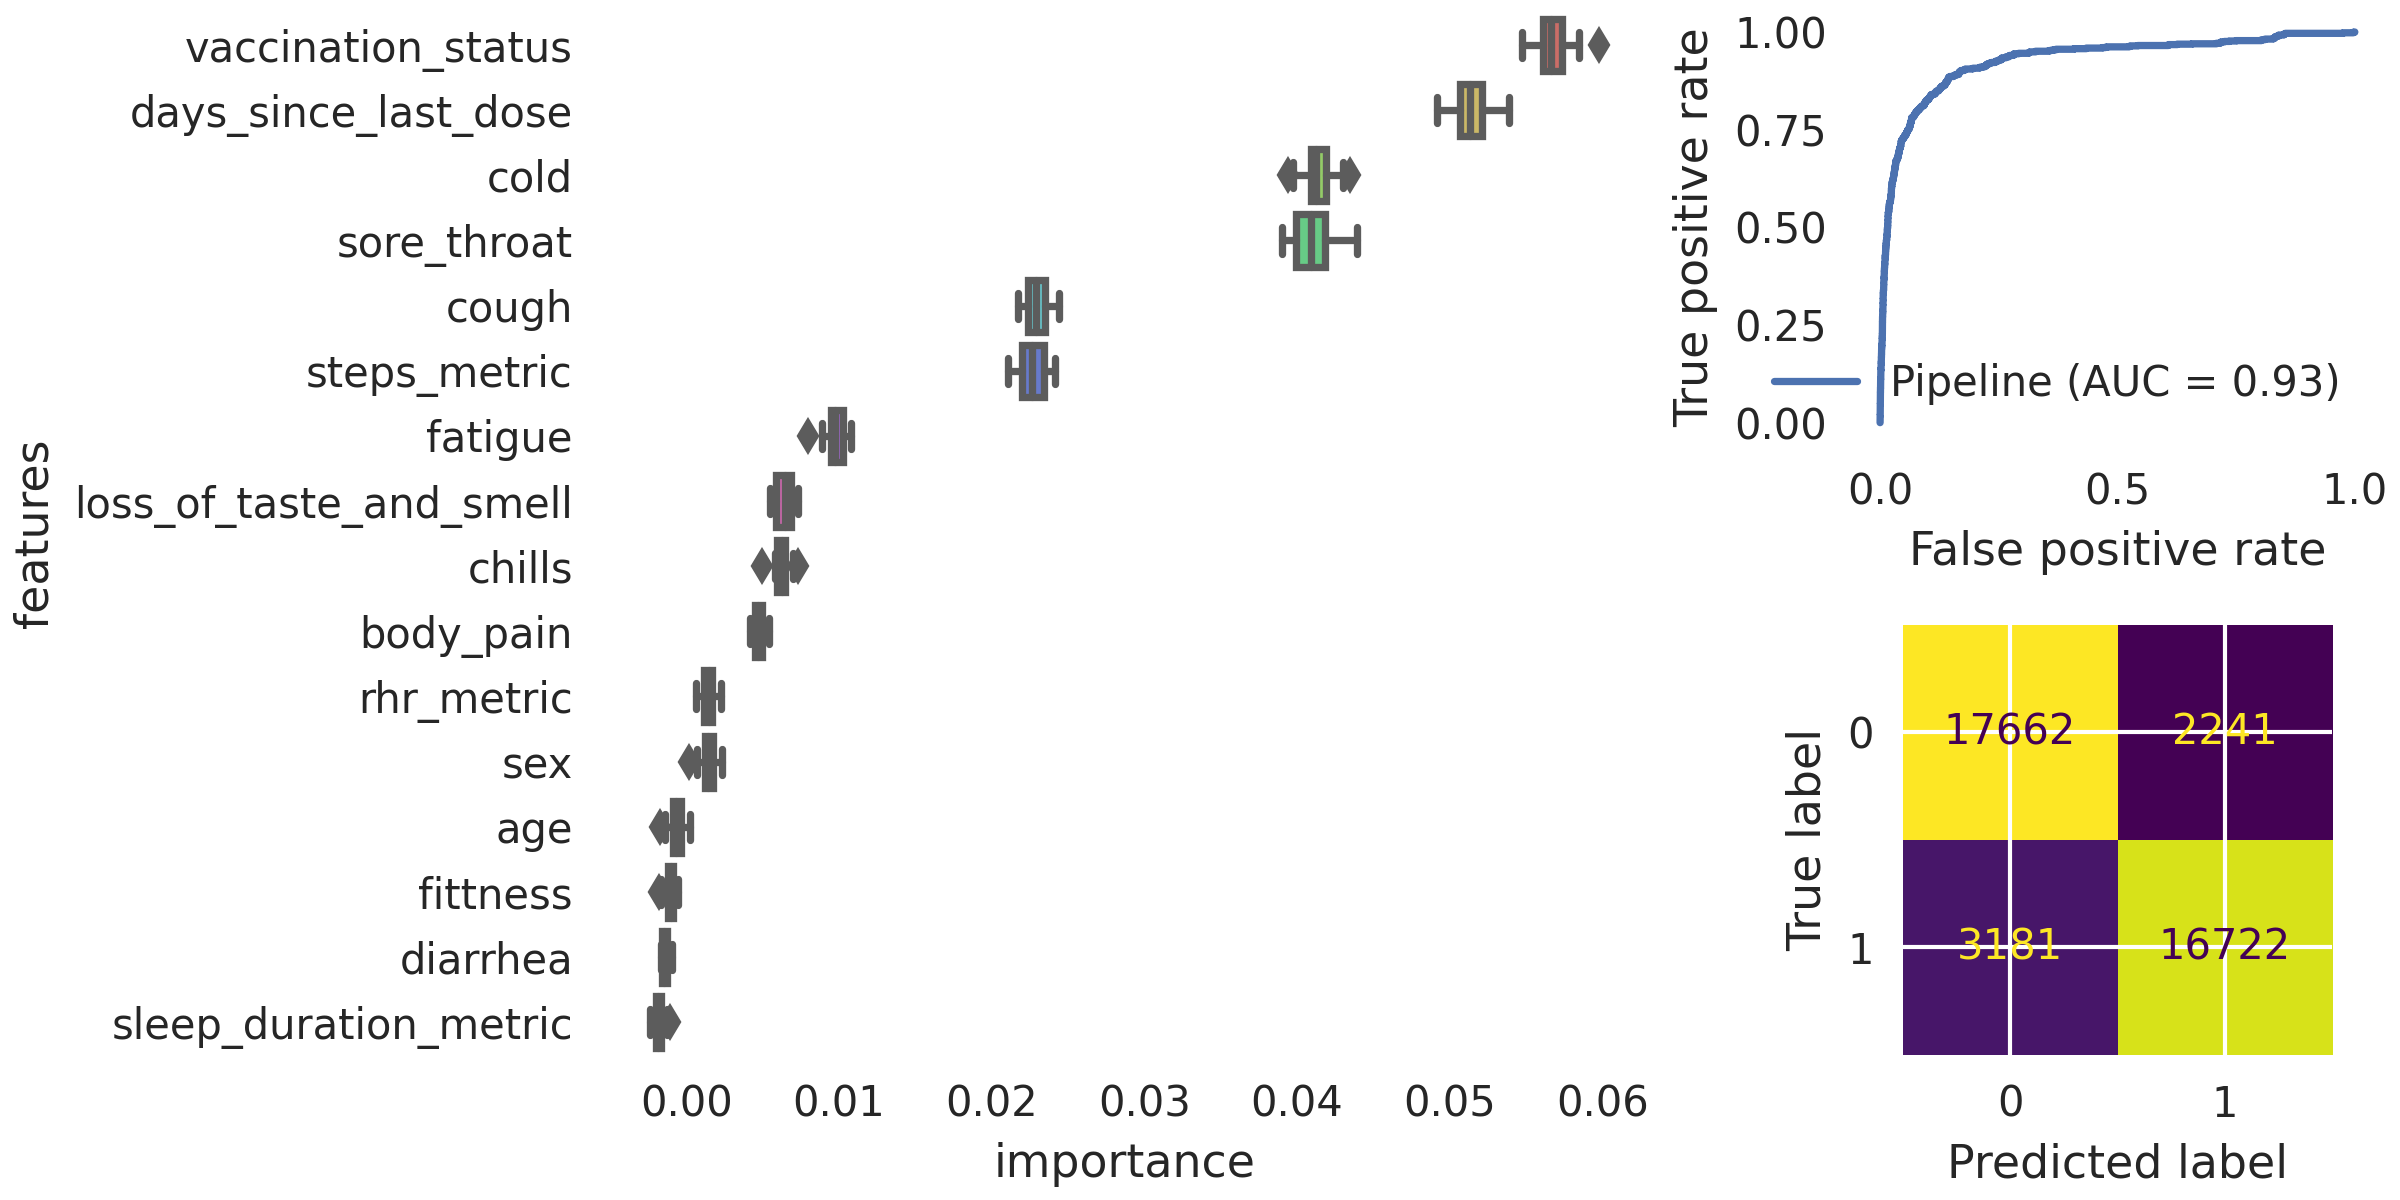 features
vaccination_status
days_since_last_dose
cold
sore_throat
cough
steps_metric
fatigue
loss_of_taste_and_smell
chills
body_pain
rhr_metric
sex
age
fittness
diarrhea
sleep_duration_metric
0.00 0.01 0.02 0.03 0.04 0.05 0.06
importance
True positive rate
1.00
0.75
0.50
0.25
0.00
Pipeline (AUC = 0.93)
0.0 0.5 1.0
False positive rate
True label
0 17662 2241
1 3181 16722
0 1
Predicted label